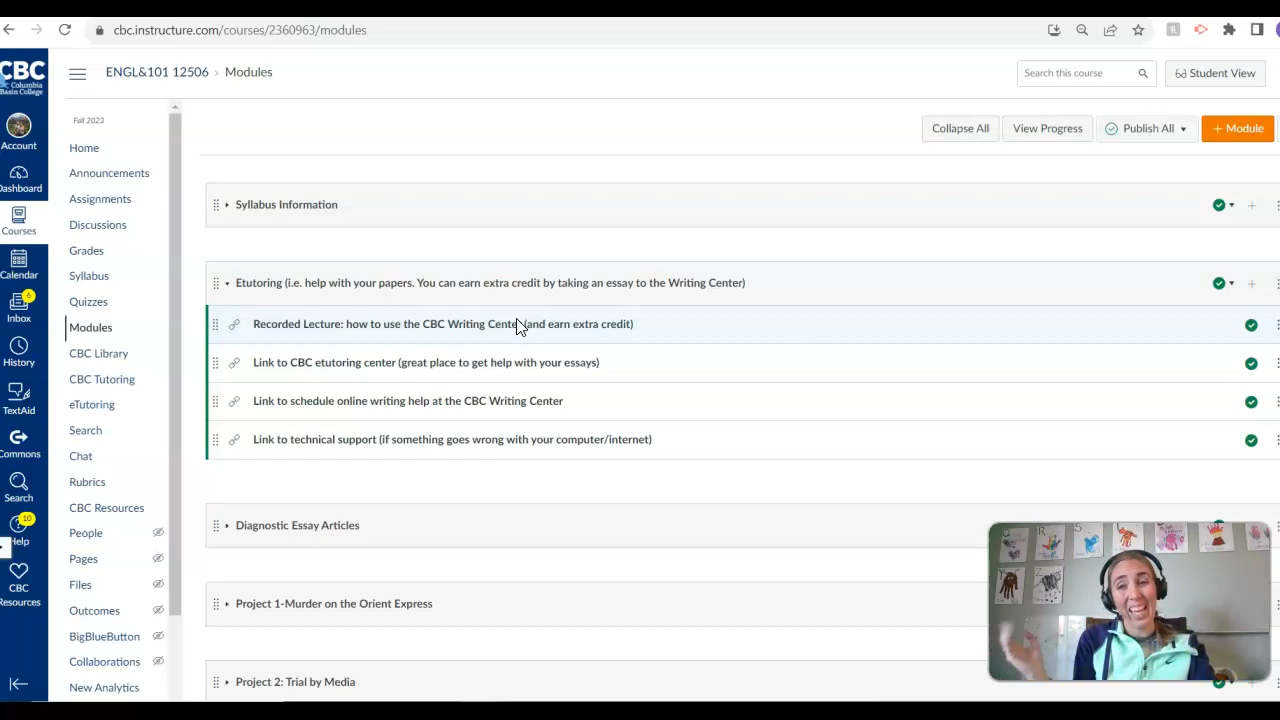 cbc.instructure.com/courses/2360963/modules
CBC
Columbia
Basin College
ENGL&101 12506 › Modules
Search this course
Student View
Fall 2023
Collapse All
View Progress
Publish All
+ Module
Account
Dashboard
Courses
Calendar
6
Inbox
History
TextAid
Commons
Search
10
Help
CBC
Resources
Home
Announcements
Assignments
Discussions
Grades
Syllabus
Quizzes
Modules
CBC Library
CBC Tutoring
eTutoring
Search
Chat
Rubrics
CBC Resources
People
Pages
Files
Outcomes
BigBlueButton
Collaborations
New Analytics
Syllabus Information
Etutoring (i.e. help with your papers. You can earn extra credit by taking an essay to the Writing Center)
Recorded Lecture: how to use the CBC Writing Center (and earn extra credit)
Link to CBC etutoring center (great place to get help with your essays)
Link to schedule online writing help at the CBC Writing Center
Link to technical support (if something goes wrong with your computer/internet)
Diagnostic Essay Articles
Project 1-Murder on the Orient Express
Project 2: Trial by Media